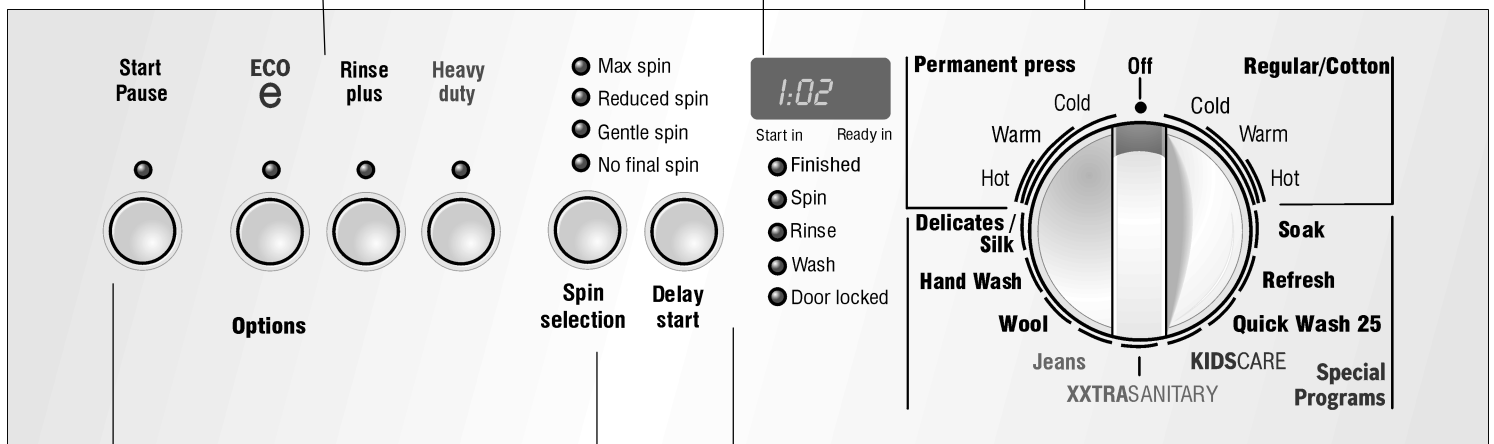 Start
Pause
ECO
e
Rinse
plus
Heavy
duty
Options
Max spin
Reduced spin
Gentle spin
No final spin
Spin
selection
Delay
start
1:02
Start in
Ready in
Finished
Spin
Rinse
Wash
Door locked
Permanent press
Off
Regular/Cotton
Cold
Warm
Hot
Cold
Warm
Hot
Delicates /
Silk
Hand Wash
Wool
Jeans
XXTRASANITARY
KIDSCARE
Quick Wash 25
Refresh
Soak
Special
Programs